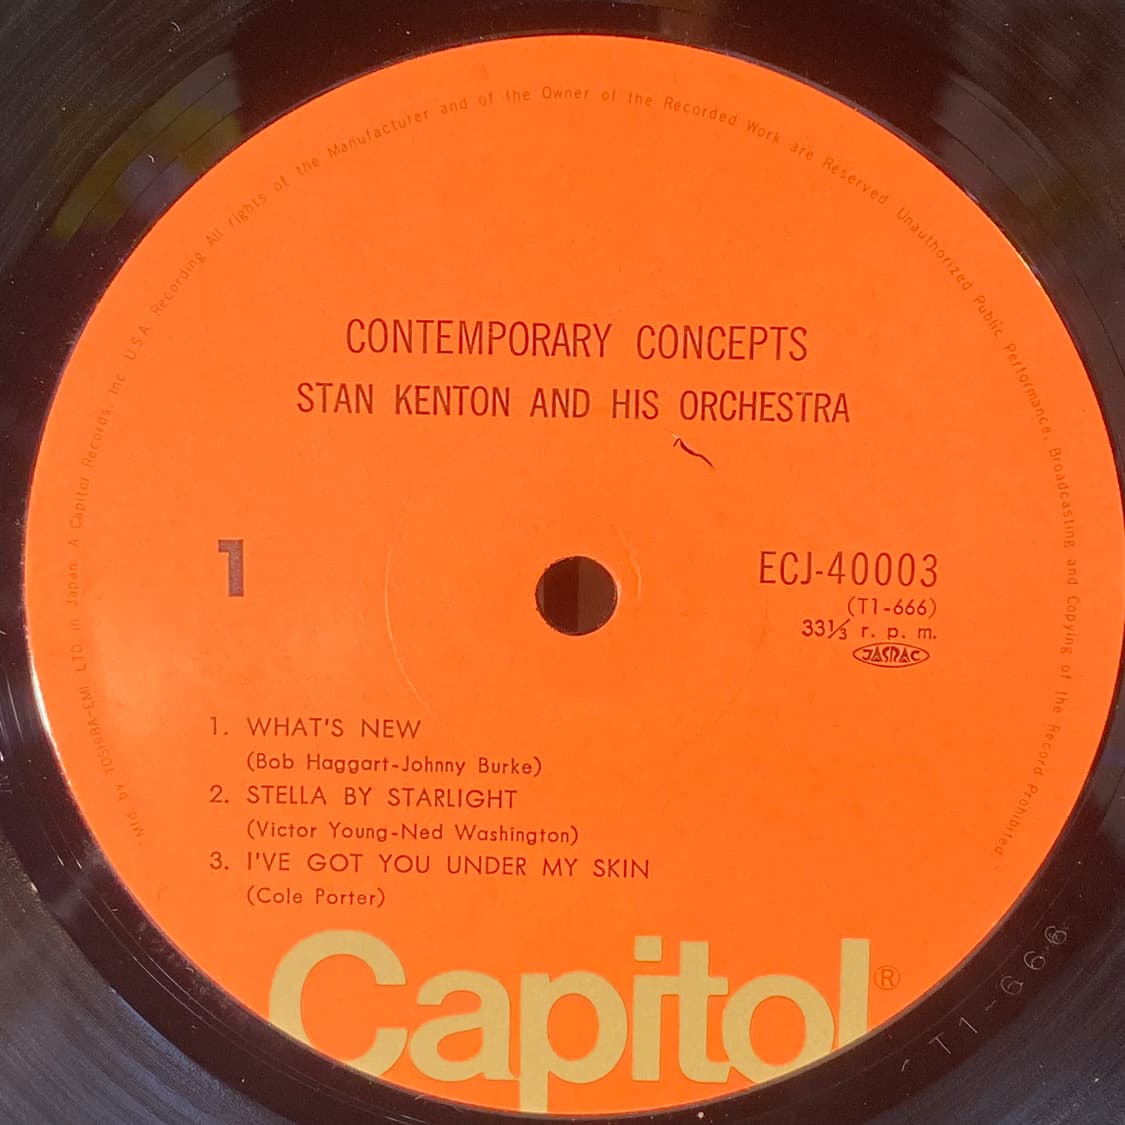 Mfd. by TOSHIBA-EMI LTD. in Japan. A Capitol Records, Inc. U.S.A. Recording All rights of the Manufacturer and of the Owner of the Recorded Work are Reserved Unauthorized Public Performance, Broadcasting and Copying of the Record Prohibited
CONTEMPORARY CONCEPTS
STAN KENTON AND HIS ORCHESTRA
1
ECJ-40003
(T1-666)
33⅓ r. p. m.
JASRAC
1. WHAT'S NEW
(Bob Haggart-Johnny Burke)
2. STELLA BY STARLIGHT
(Victor Young-Ned Washington)
3. I'VE GOT YOU UNDER MY SKIN
(Cole Porter)
Capitol®
T1-666